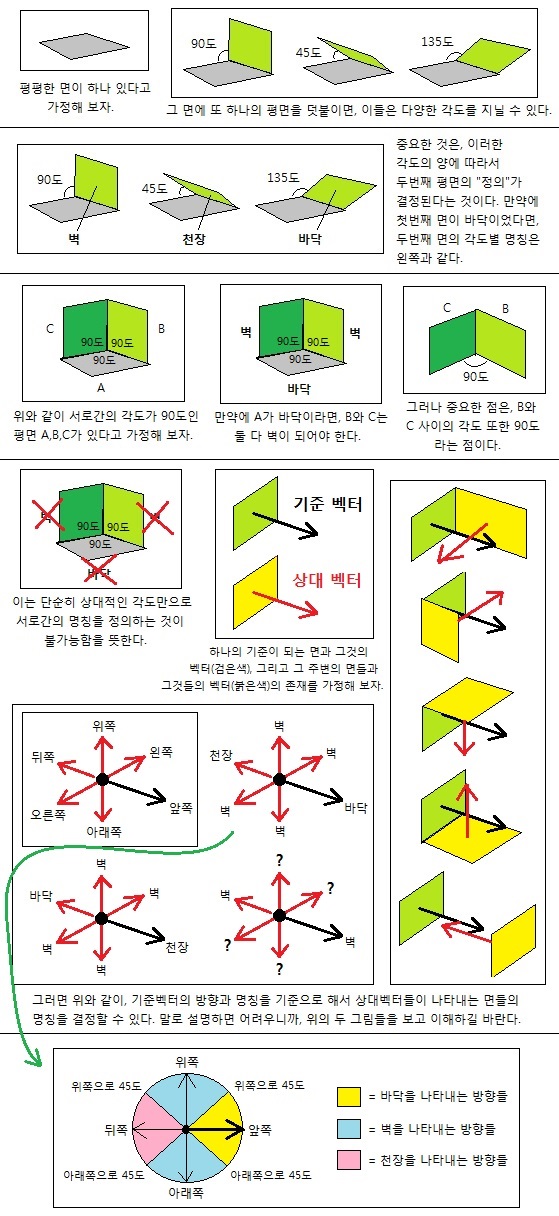 평평한 면이 하나 있다고
가정해 보자.
90도
45도
135도
그 면에 또 하나의 평면을 덧붙이면, 이들은 다양한 각도를 지닐 수 있다.
90도
45도
135도
벽
천장
바닥
중요한 것은, 이러한
각도의 양에 따라서
두번째 평면의 "정의"가
결정된다는 것이다. 만약에
첫번째 면이 바닥이었다면,
두번째 면의 각도별 명칭은
왼쪽과 같다.
C
B
90도
90도
90도
A
위와 같이 서로간의 각도가 90도인
평면 A,B,C가 있다고 가정해 보자.
벽
벽
90도
90도
90도
바닥
만약에 A가 바닥이라면, B와 C는
둘 다 벽이 되어야 한다.
C
B
90도
그러나 중요한 점은, B와
C 사이의 각도 또한 90도
라는 점이다.
벽
벽
90도
90도
90도
바닥
이는 단순히 상대적인 각도만으로
서로간의 명칭을 정의하는 것이
불가능함을 뜻한다.
기준 벡터
상대 벡터
하나의 기준이 되는 면과 그것의
벡터(검은색), 그리고 그 주변의 면들과
그것들의 벡터(붉은색)의 존재를 가정해 보자.
위쪽
뒤쪽
왼쪽
오른쪽
앞쪽
아래쪽
벽
천장
벽
벽
바닥
벽
벽
바닥
벽
벽
천장
벽
?
벽
?
?
벽
?
그러면 위와 같이, 기준벡터의 방향과 명칭을 기준으로 해서 상대벡터들이 나타내는 면들의
명칭을 결정할 수 있다. 말로 설명하면 어려우니까, 위의 두 그림들을 보고 이해하길 바란다.
위쪽
위쪽으로 45도
위쪽으로 45도
뒤쪽
앞쪽
아래쪽으로 45도
아래쪽으로 45도
아래쪽
= 바닥을 나타내는 방향들
= 벽을 나타내는 방향들
= 천장을 나타내는 방향들